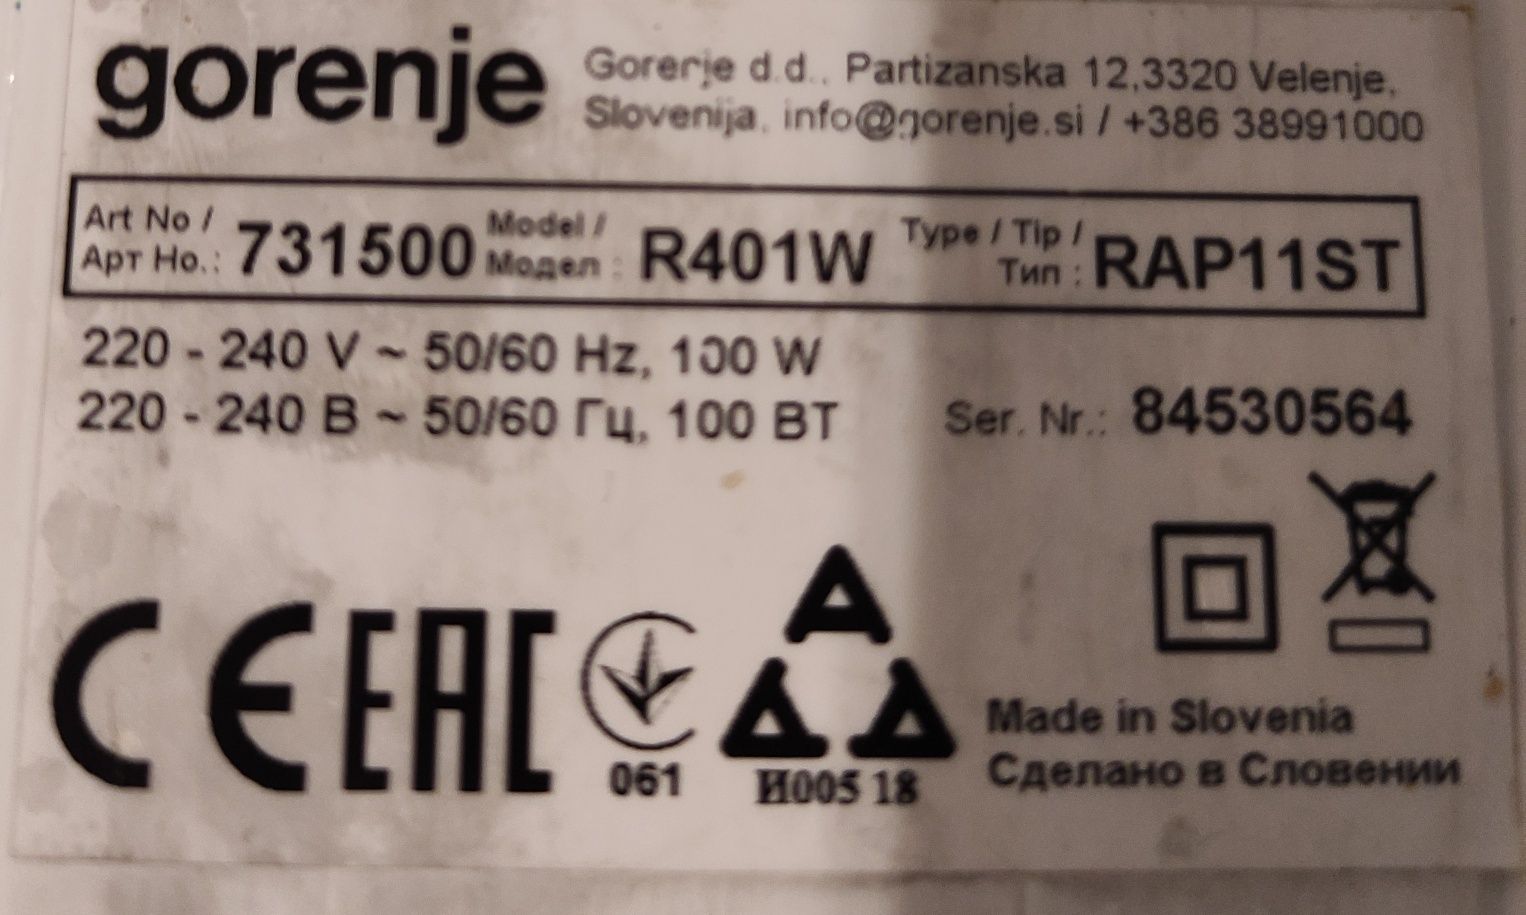 gorenje
Gorenje d.d., Partizanska 12,3320 Velenje,
Slovenija, info@gorenje.si / +386 38991000
Art No / Арт Но.: 731500 Model / Модел : R401W Type / Tip / Тип : RAP11ST
220 - 240 V ~ 50/60 Hz, 100 W
220 - 240 В ~ 50/60 Гц, 100 ВТ
Ser. Nr.: 84530564
CE EAC
061
И005 18
Made in Slovenia
Сделано в Словении